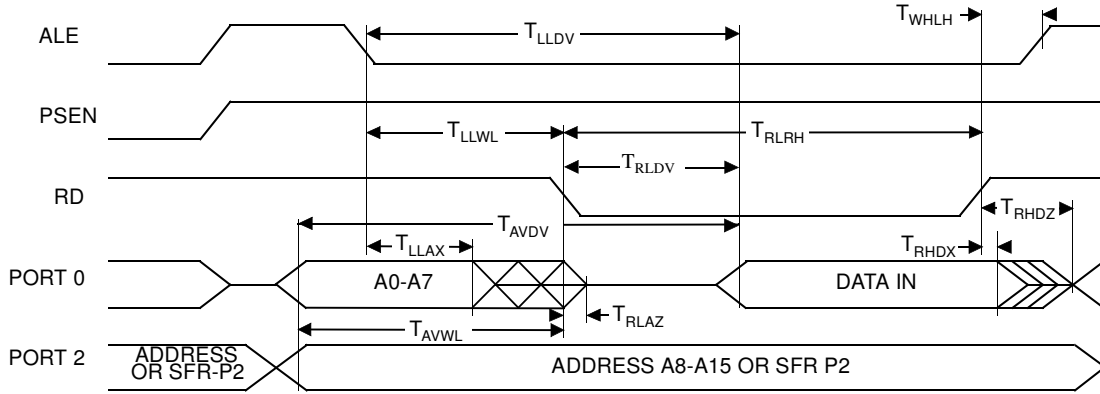 T_WHLH
ALE
T_LLDV
PSEN
T_LLWL
T_RLRH
T_RLDV
RD
T_AVDV
T_RHDZ
T_LLAX
T_RHDX
PORT 0
A0-A7
DATA IN
T_RLAZ
T_AVWL
PORT 2
ADDRESS
OR SFR-P2
ADDRESS A8-A15 OR SFR P2